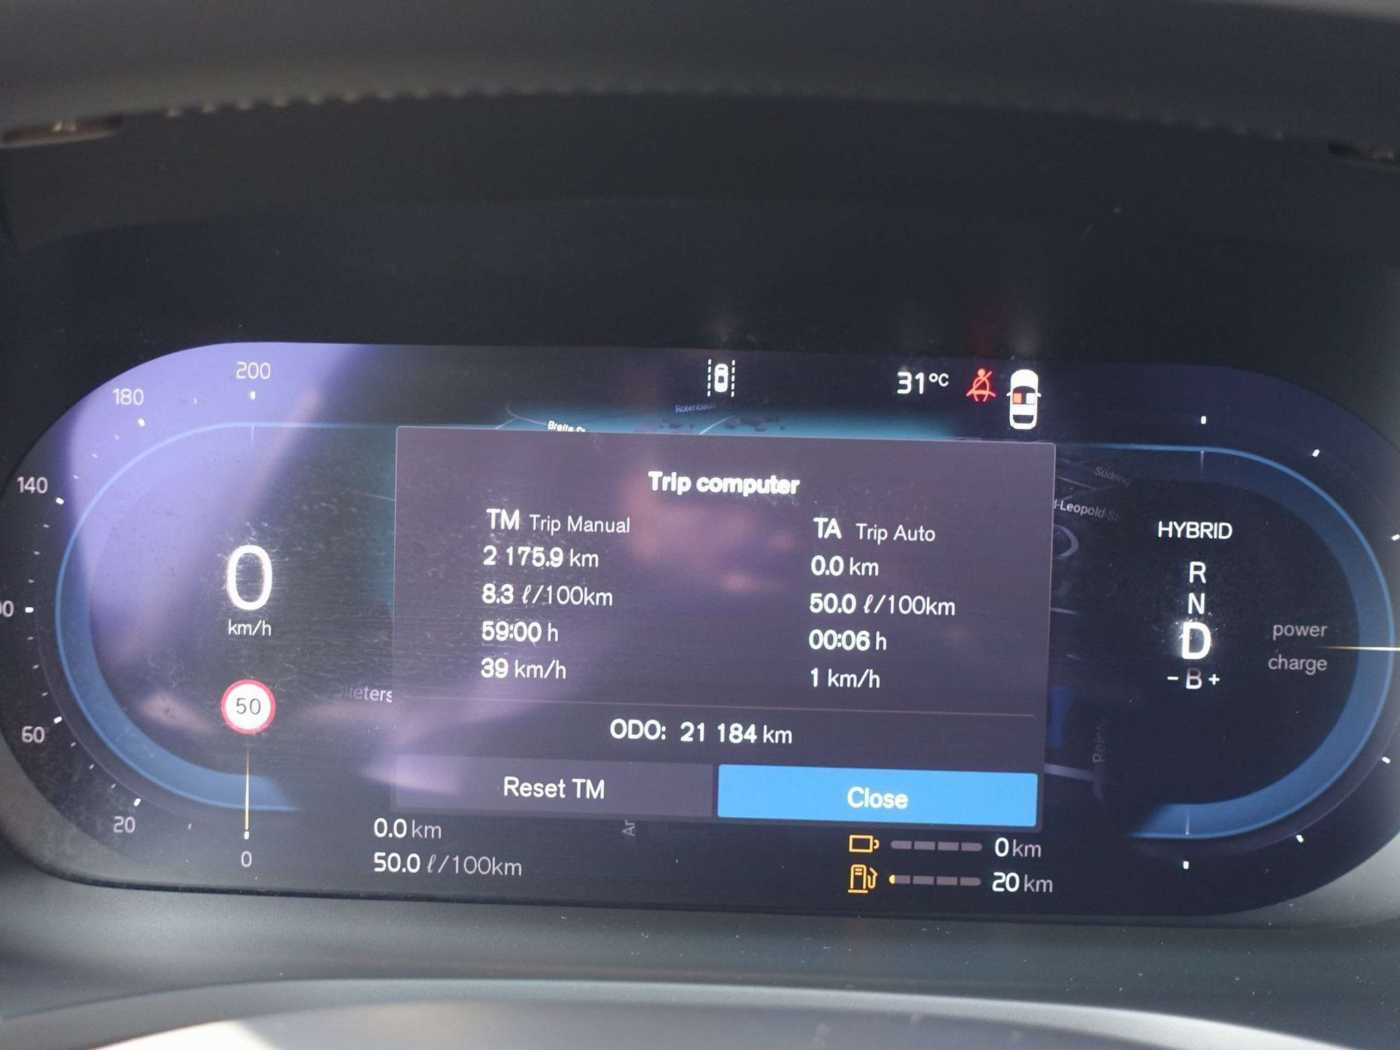 200
180
140
60
20
0
0
km/h
50
31°C
Breite
Trip computer
TM Trip Manual
2 175.9 km
8.3 ℓ/100km
59:00 h
39 km/h
TA Trip Auto
0.0 km
50.0 ℓ/100km
00:06 h
1 km/h
ODO: 21 184 km
Reset TM
Close
0.0 km
50.0 ℓ/100km
0 km
20 km
-Leopold-S
HYBRID
R
N
D
- B +
power
charge